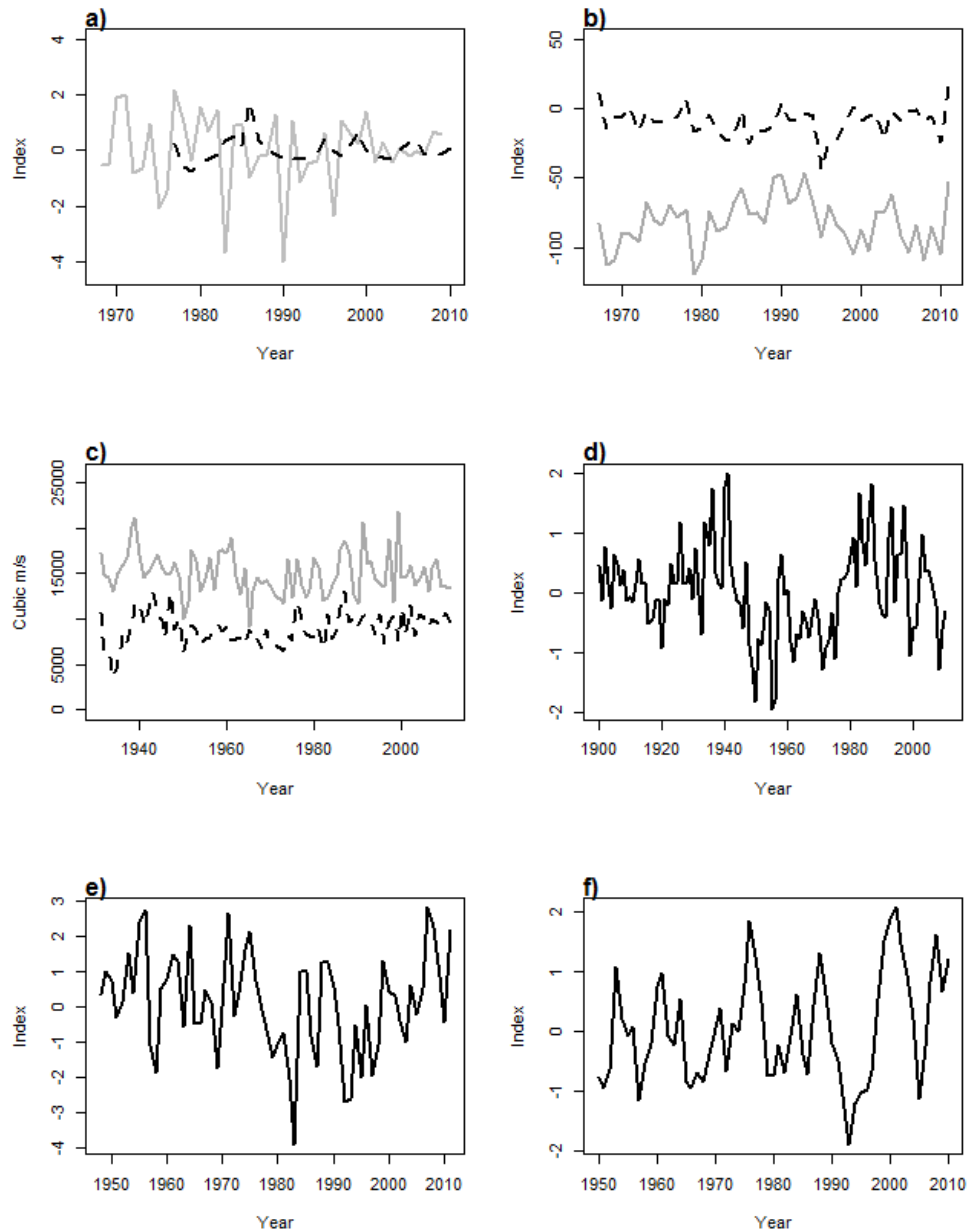 a)
4
2
0
-2
-4
Index
1970 1980 1990 2000 2010
Year
b)
50
0
-50
-100
Index
1970 1980 1990 2000 2010
Year
c)
25000
15000
5000
0
Cubic m/s
1940 1960 1980 2000
Year
d)
2
1
0
-1
-2
Index
1900 1920 1940 1960 1980 2000
Year
e)
3
2
1
0
-1
-2
-3
-4
Index
1950 1960 1970 1980 1990 2000 2010
Year
f)
2
1
0
-1
-2
Index
1950 1960 1970 1980 1990 2000 2010
Year